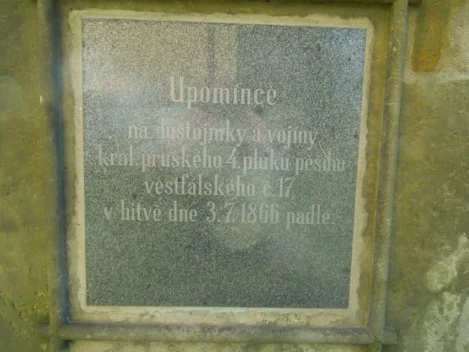 Upomínce
na důstojníky a vojíny
král. pruského 4. pluku pěšího
vestfálského č. 17
v bitvě dne 3. 7. 1866 padlé.